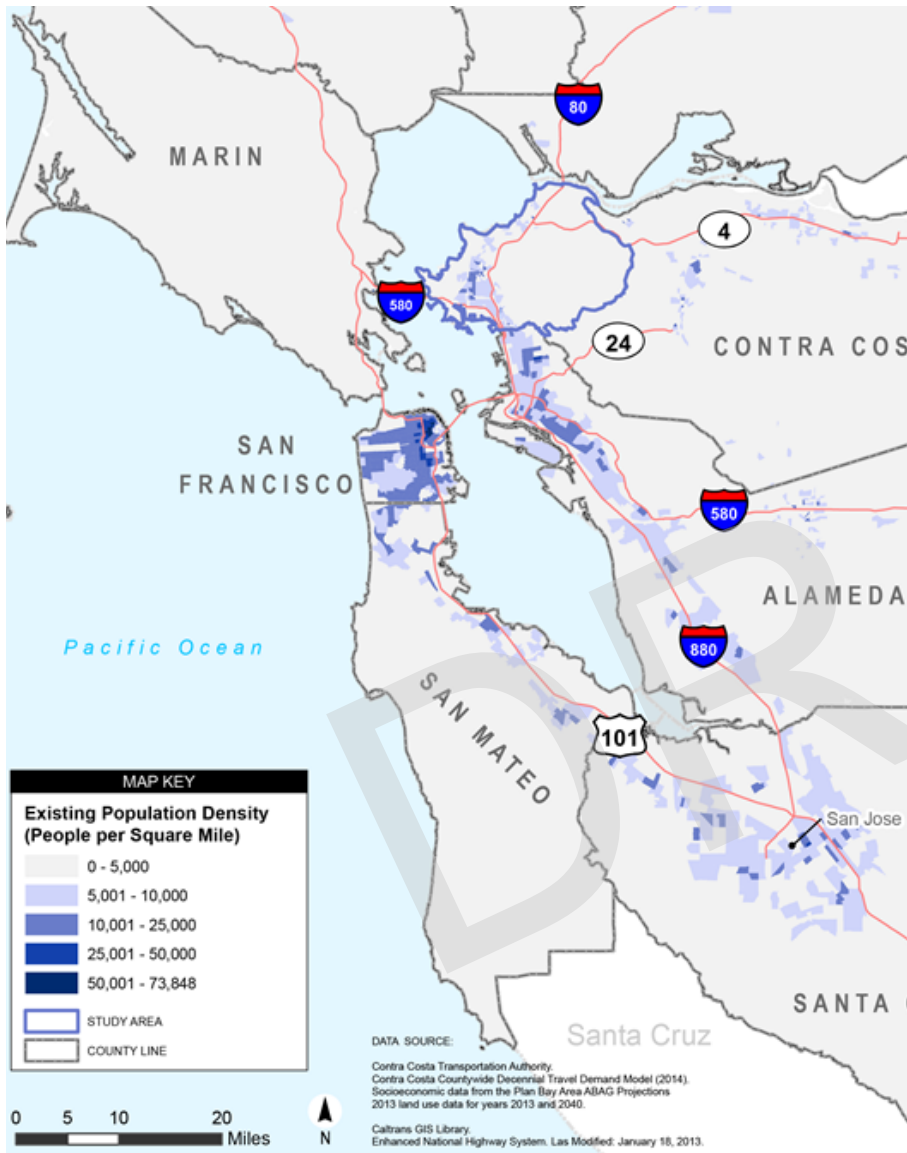 80
MARIN
4
580
24
CONTRA COS
SAN
FRANCISCO
580
ALAMEDA
Pacific Ocean
880
SAN MATEO
101
DR
MAP KEY
Existing Population Density
(People per Square Mile)
0 - 5,000
5,001 - 10,000
10,001 - 25,000
25,001 - 50,000
50,001 - 73,848
STUDY AREA
COUNTY LINE
San Jose
SANTA
Santa Cruz
DATA SOURCE:
Contra Costa Transportation Authority.
Contra Costa Countywide Decennial Travel Demand Model (2014).
Socioeconomic data from the Plan Bay Area ABAG Projections
2013 land use data for years 2013 and 2040.
Caltrans GIS Library.
Enhanced National Highway System. Las Modified: January 18, 2013.
0 5 10 20
Miles
N